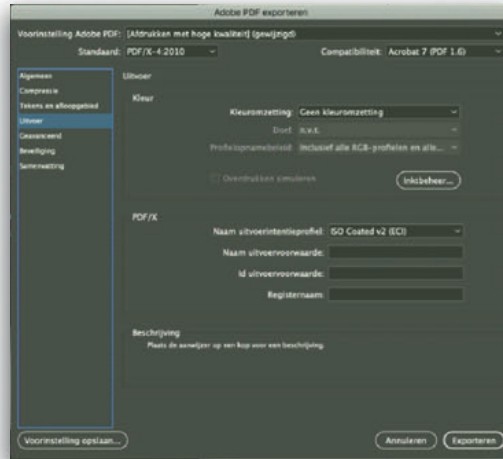 Adobe PDF exporteren
Voorinstelling Adobe PDF: [Afdrukken met hoge kwaliteit] (gewijzigd)
Standaard: PDF/X-4:2010 Compatibiliteit: Acrobat 7 (PDF 1.6)
Algemeen
Compressie
Tekens en afloopgebied
Uitvoer
Geavanceerd
Beveiliging
Samenvatting
Uitvoer
Kleur
Kleuromzetting: Geen kleuromzetting
Doel: n.v.t.
Profielopnamebeleid: Inclusief alle RGB-profielen en alle...
Overdrukken simuleren Inktbeheer...
PDF/X
Naam uitvoerintentieprofiel: ISO Coated v2 (ECI)
Naam uitvoervoorwaarde:
Id uitvoervoorwaarde:
Registernaam:
Beschrijving
Plaats de aanwijzer op een kop voor een beschrijving.
Voorinstelling opslaan... Annuleren Exporteren